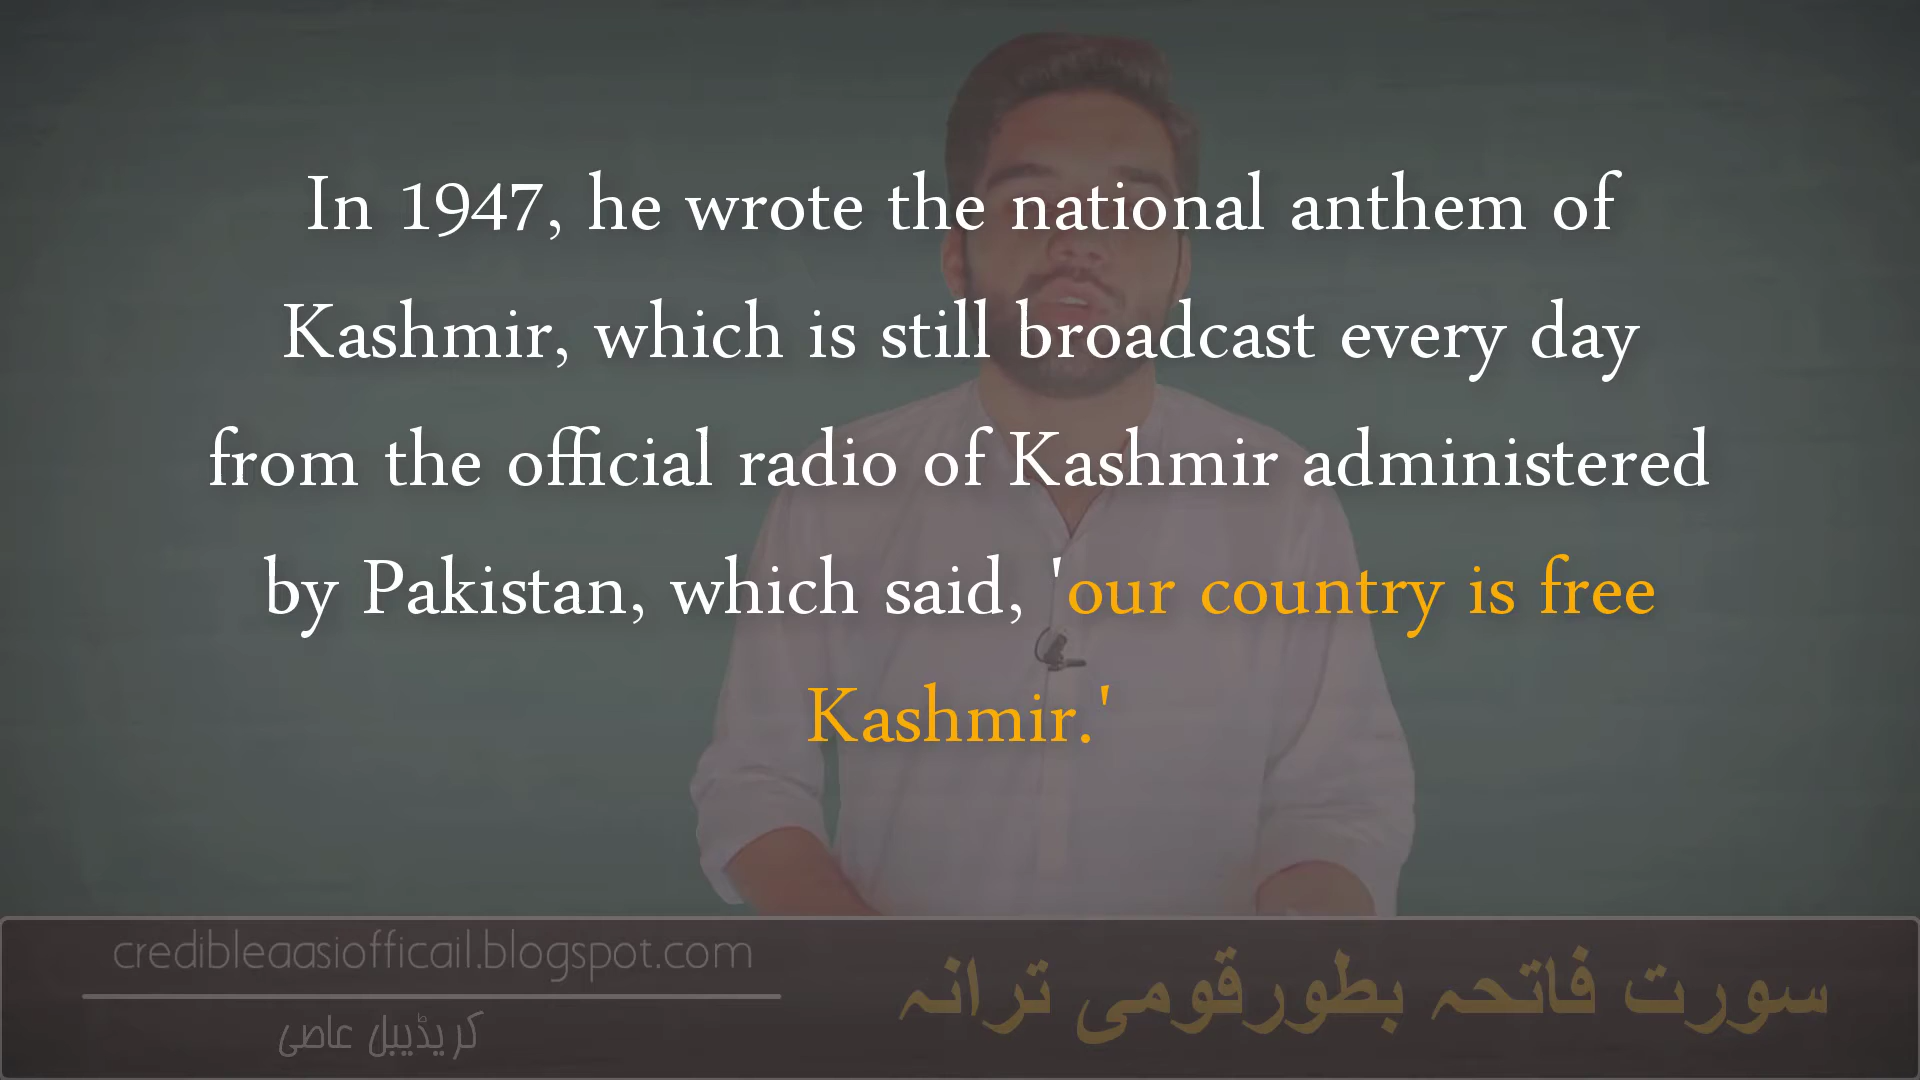 In 1947, he wrote the national anthem of
Kashmir, which is still broadcast every day
from the official radio of Kashmir administered
by Pakistan, which said, 'our country is free
Kashmir.'
credibleaasiofficail.blogspot.com
کریڈیبل عاصی
سورت فاتحہ بطورقومی ترانہ